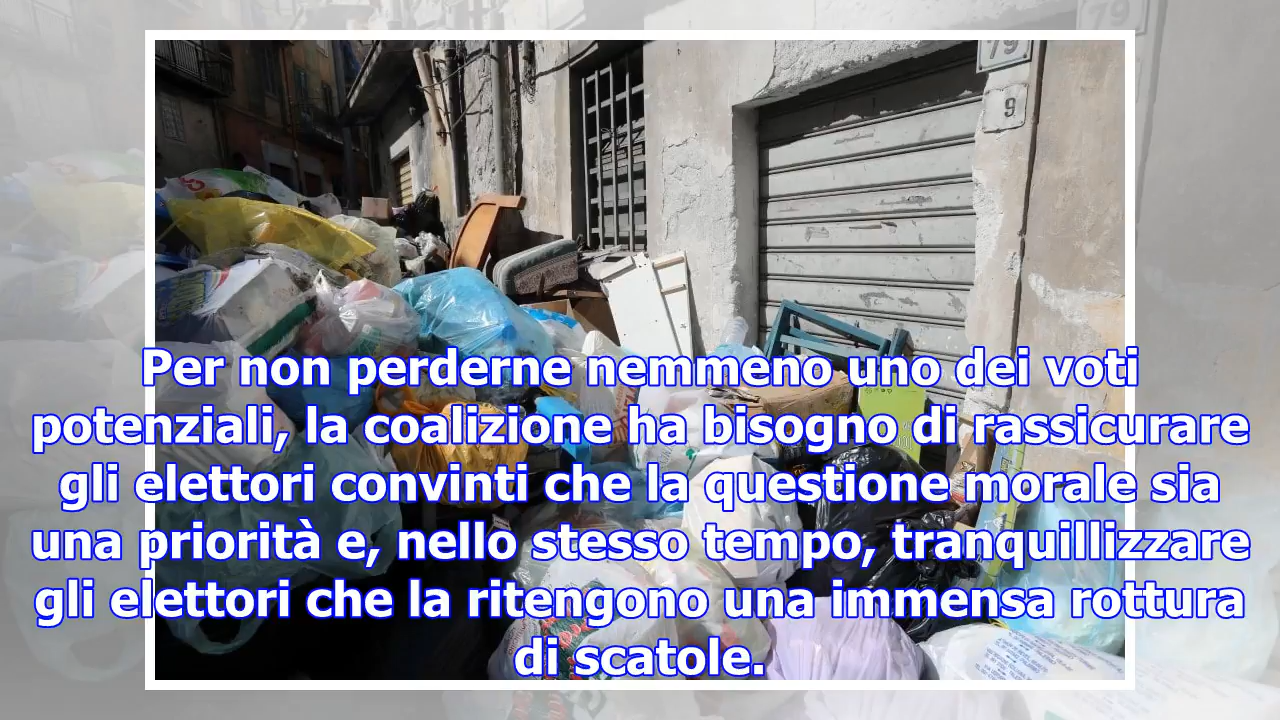 79
79
9
Per non perderne nemmeno uno dei voti
potenziali, la coalizione ha bisogno di rassicurare
gli elettori convinti che la questione morale sia
una priorità e, nello stesso tempo, tranquillizzare
gli elettori che la ritengono una immensa rottura
di scatole.